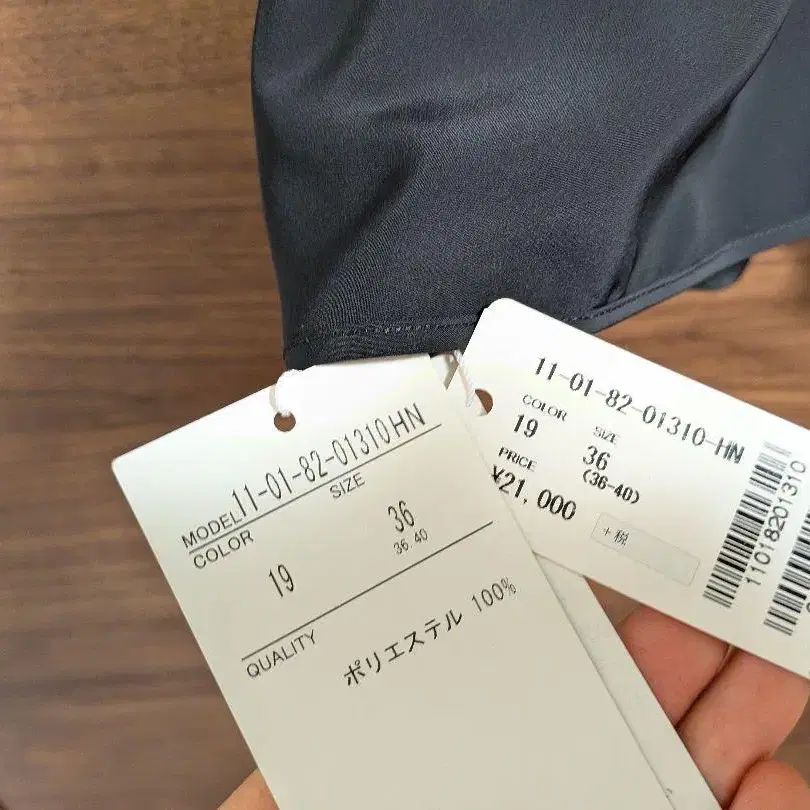 MODEL 11-01-82-01310HN
COLOR SIZE
19 36
36.40
QUALITY
ポリエステル 100%
11-01-82-01310-HN
COLOR SIZE
19 36
(36-40)
PRICE
¥21,000
+税
11018201310